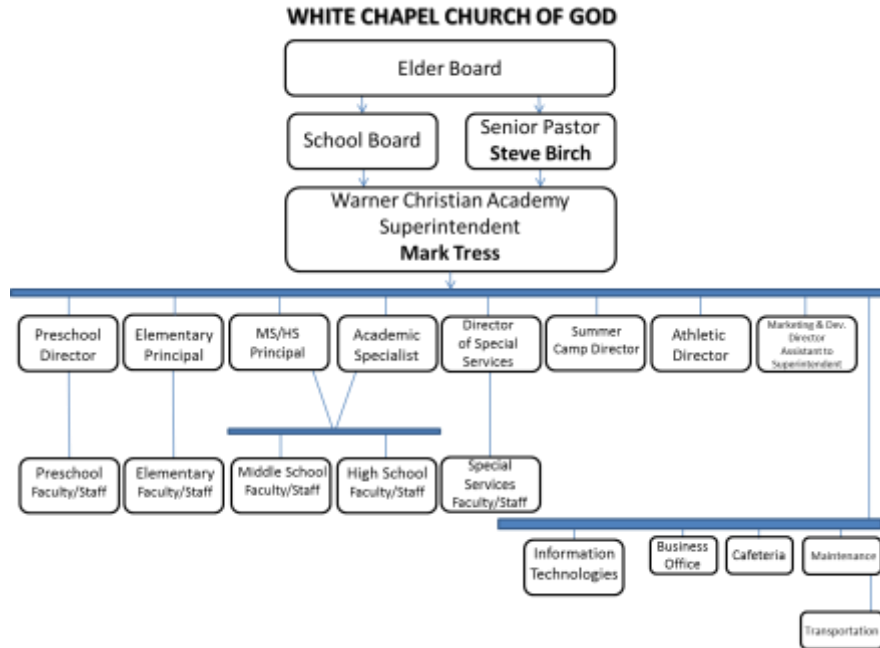 WHITE CHAPEL CHURCH OF GOD
Elder Board
School Board
Senior Pastor
Steve Birch
Warner Christian Academy
Superintendent
Mark Tress
Preschool
Director
Elementary
Principal
MS/HS
Principal
Academic
Specialist
Director
of Special
Services
Summer
Camp Director
Athletic
Director
Marketing & Dev.
Director
Assistant to
Superintendent
Preschool
Faculty/Staff
Elementary
Faculty/Staff
Middle School
Faculty/Staff
High School
Faculty/Staff
Special
Services
Faculty/Staff
Information
Technologies
Business
Office
Cafeteria
Maintenance
Transportation